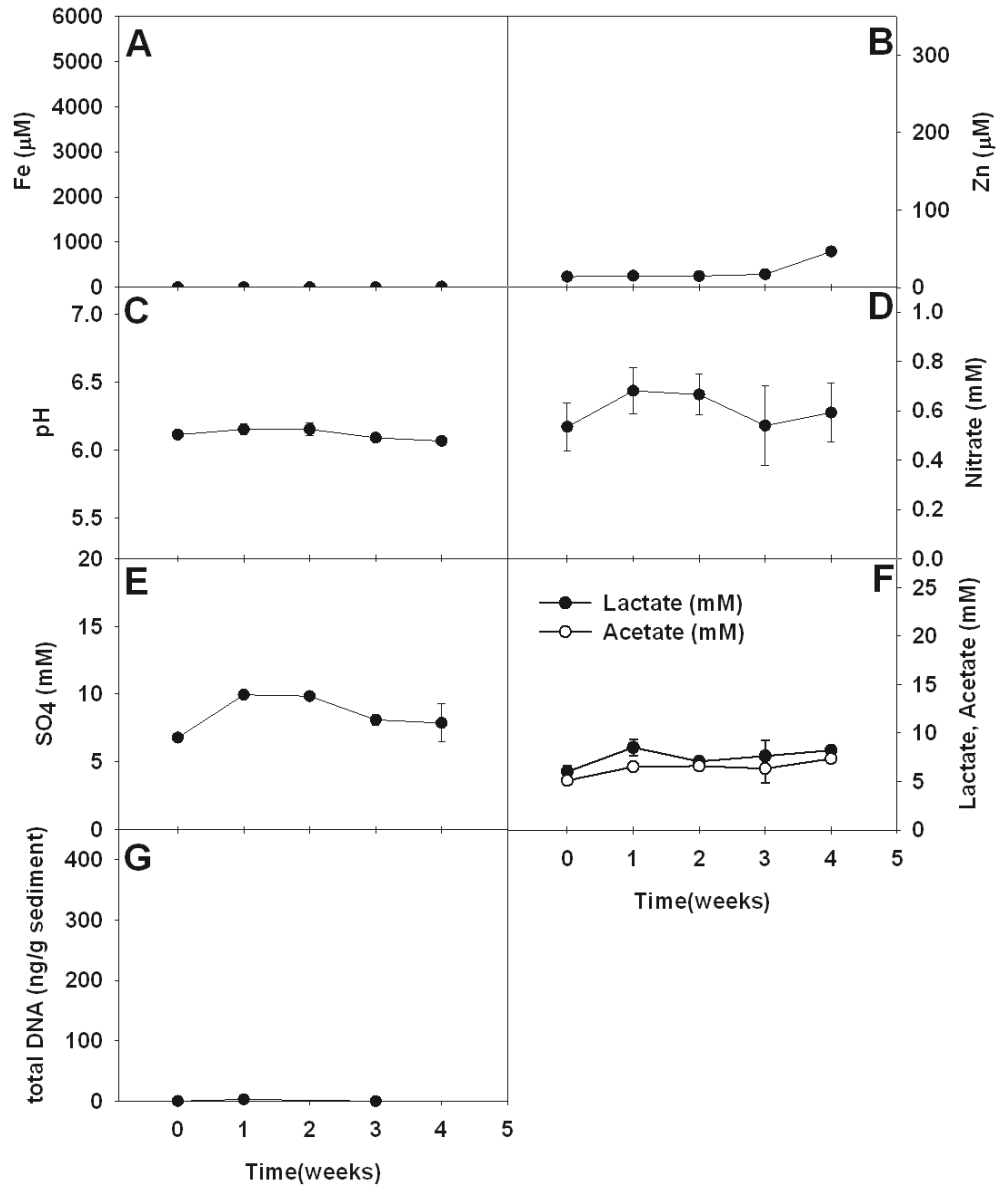 A
6000
5000
4000
3000
2000
1000
0
Fe (μM)
B
300
200
100
0
Zn (μM)
C
7.0
6.5
6.0
5.5
pH
D
1.0
0.8
0.6
0.4
0.2
0.0
Nitrate (mM)
E
20
15
10
5
0
SO4 (mM)
F
Lactate (mM)
Acetate (mM)
25
20
15
10
5
0
Lactate, Acetate (mM)
0 1 2 3 4 5
Time(weeks)
G
400
300
200
100
0
total DNA (ng/g sediment)
0 1 2 3 4 5
Time(weeks)